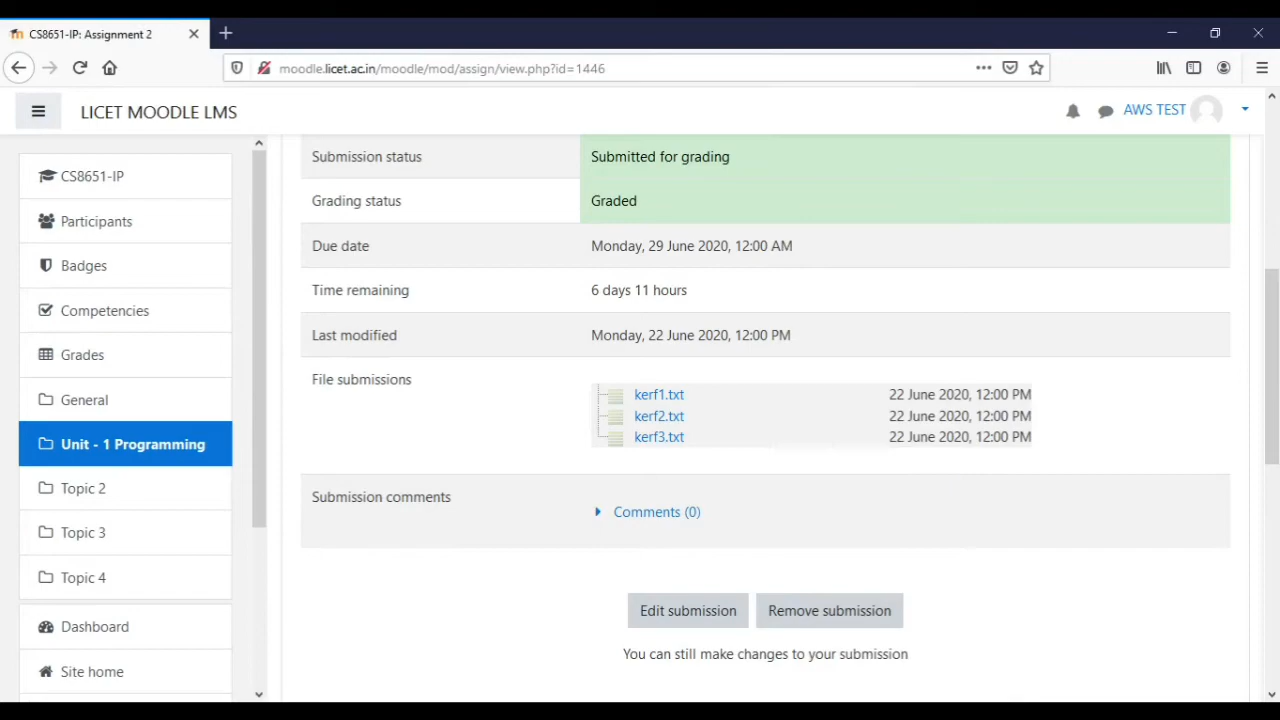 CS8651-IP: Assignment 2
moodle.licet.ac.in/moodle/mod/assign/view.php?id=1446
LICET MOODLE LMS
AWS TEST
CS8651-IP
Participants
Badges
Competencies
Grades
General
Unit - 1 Programming
Topic 2
Topic 3
Topic 4
Dashboard
Site home
Submission status Submitted for grading
Grading status Graded
Due date Monday, 29 June 2020, 12:00 AM
Time remaining 6 days 11 hours
Last modified Monday, 22 June 2020, 12:00 PM
File submissions
kerf1.txt 22 June 2020, 12:00 PM
kerf2.txt 22 June 2020, 12:00 PM
kerf3.txt 22 June 2020, 12:00 PM
Submission comments
Comments (0)
Edit submission Remove submission
You can still make changes to your submission